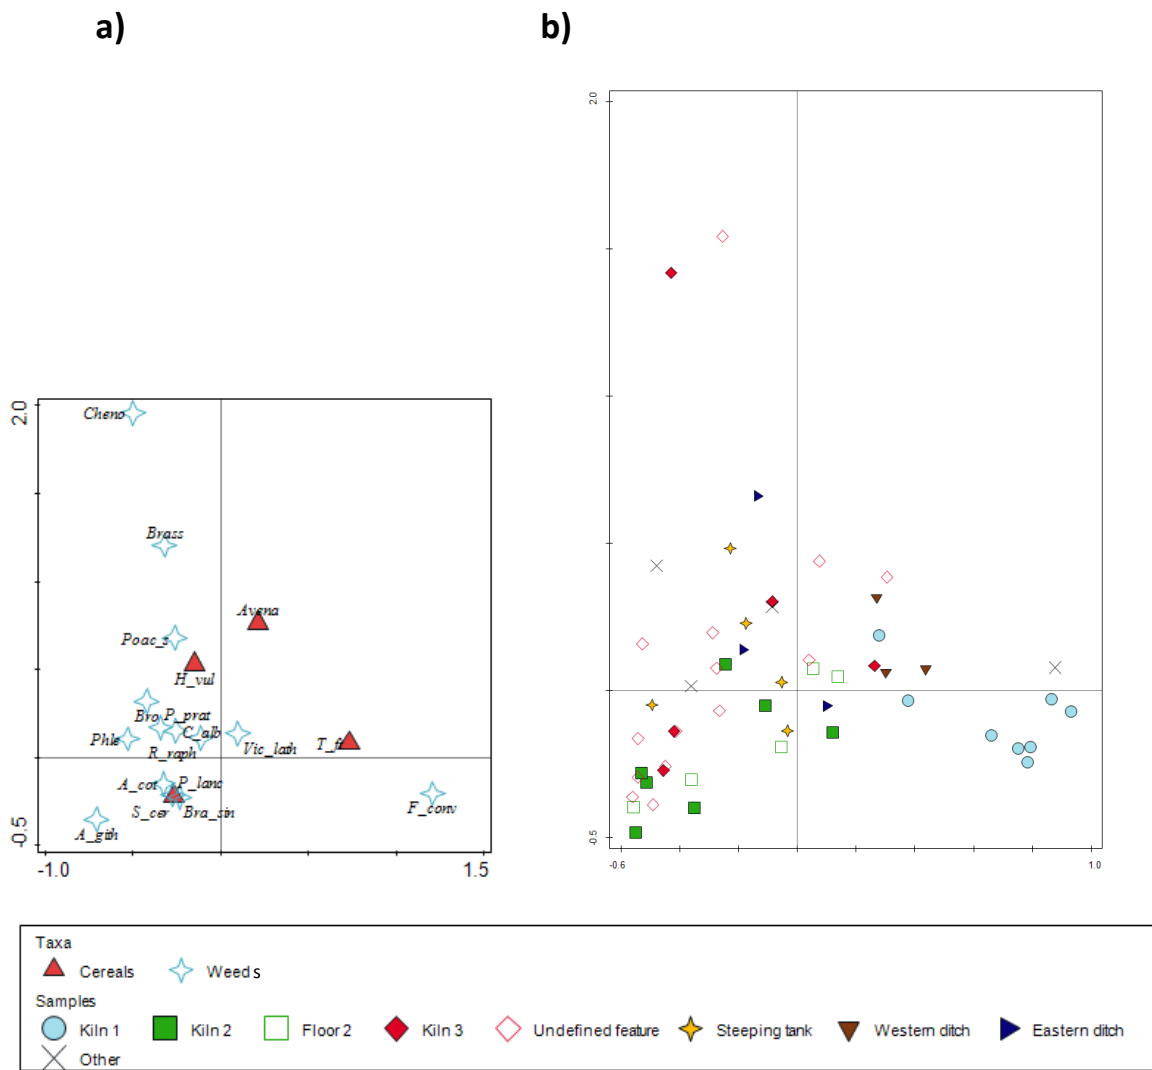 a)
b)
2.0
2.0
Cheno
Brass
Avena
Poac_s
H_vul
Bro
P_prat
C_alb
Phle
R_raph
Vic_lath
A_cot
P_lanc
S_cer
Bra_sin
F_conv
A_gith
-0.5
-1.0
1.5
-0.5
-0.6
1.0
Taxa
Cereals Weeds
Samples
Kiln 1 Kiln 2 Floor 2 Kiln 3 Undefined feature Steeping tank Western ditch Eastern ditch
Other